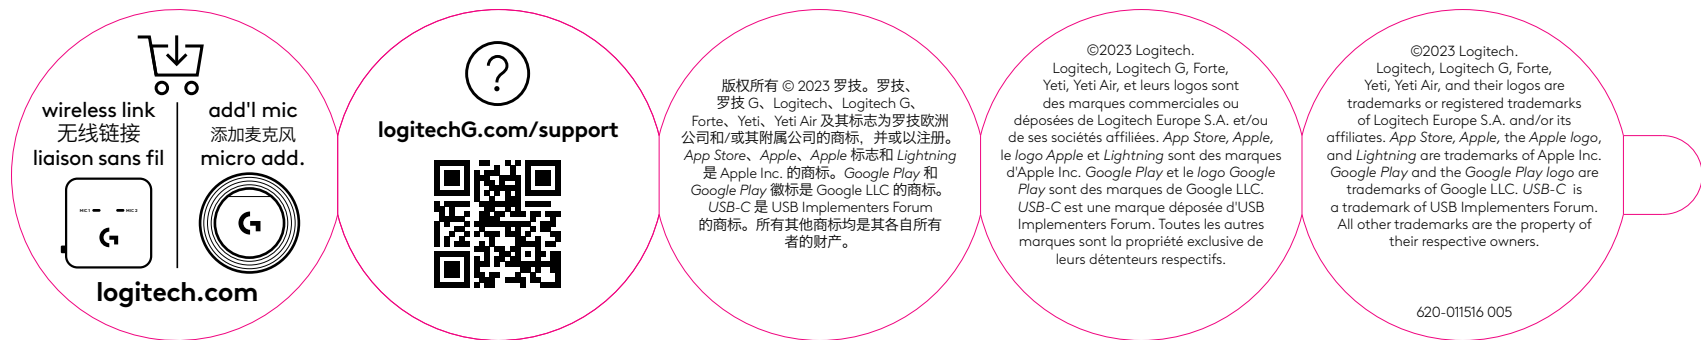 wireless link
无线链接
liaison sans fil
MIC 1
MIC 2
add'l mic
添加麦克风
micro add.
logitech.com
?
logitechG.com/support
版权所有 © 2023 罗技。罗技、
罗技 G、Logitech、Logitech G、
Forte、Yeti、Yeti Air 及其标志为罗技欧洲
公司和/或其附属公司的商标，并或以注册。
App Store、Apple、Apple 标志和 Lightning
是 Apple Inc. 的商标。Google Play 和
Google Play 徽标是 Google LLC 的商标。
USB-C 是 USB Implementers Forum
的商标。所有其他商标均是其各自所有
者的财产。
©2023 Logitech.
Logitech, Logitech G, Forte,
Yeti, Yeti Air, et leurs logos sont
des marques commerciales ou
déposées de Logitech Europe S.A. et/ou
de ses sociétés affiliées. App Store, Apple,
le logo Apple et Lightning sont des marques
d'Apple Inc. Google Play et le logo Google
Play sont des marques de Google LLC.
USB-C est une marque déposée d'USB
Implementers Forum. Toutes les autres
marques sont la propriété exclusive de
leurs détenteurs respectifs.
©2023 Logitech.
Logitech, Logitech G, Forte,
Yeti, Yeti Air, and their logos are
trademarks or registered trademarks
of Logitech Europe S.A. and/or its
affiliates. App Store, Apple, the Apple logo,
and Lightning are trademarks of Apple Inc.
Google Play and the Google Play logo are
trademarks of Google LLC. USB-C is
a trademark of USB Implementers Forum.
All other trademarks are the property of
their respective owners.
620-011516 005